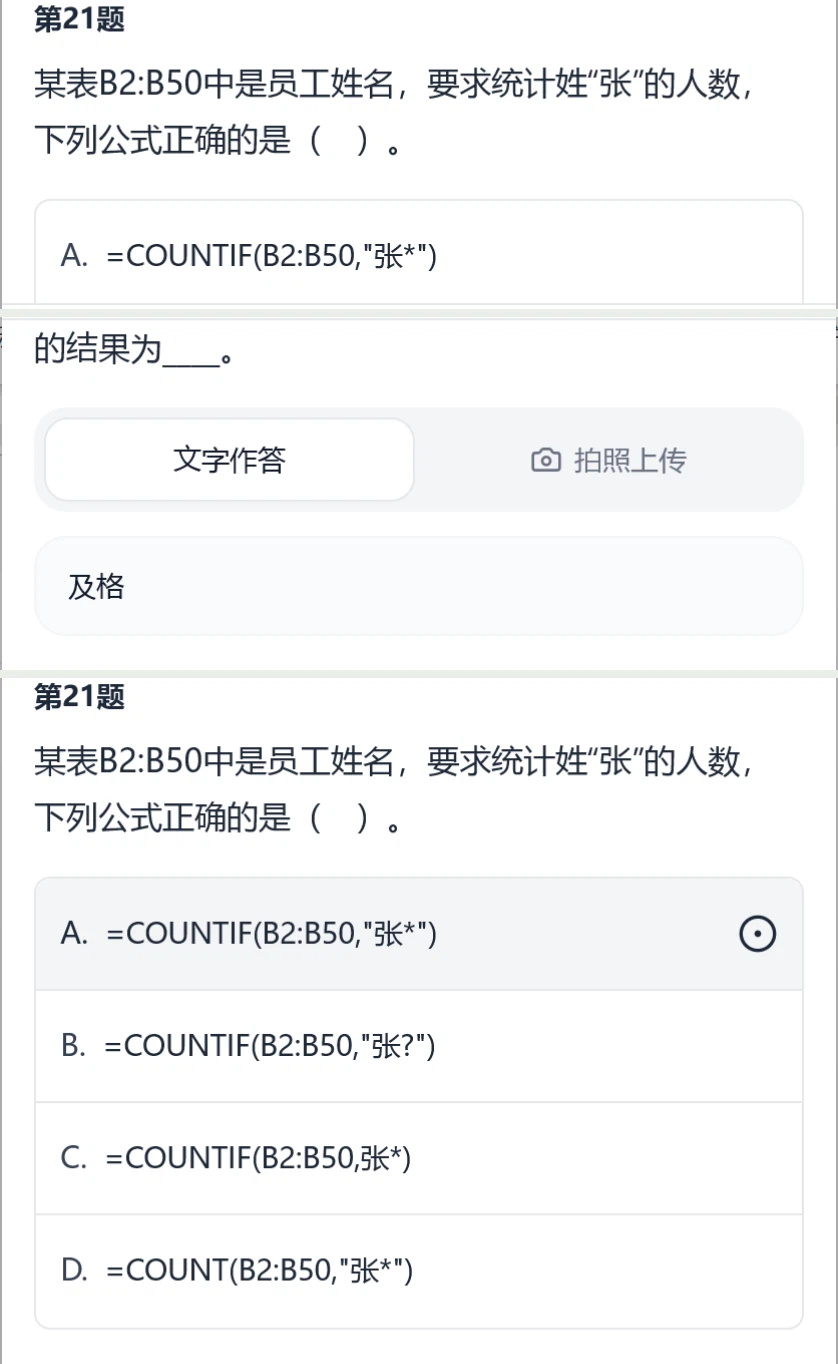 第21题
某表B2:B50中是员工姓名，要求统计姓“张”的人数，
下列公式正确的是（　）。
A. =COUNTIF(B2:B50,"张*")
的结果为____。
文字作答
拍照上传
及格
第21题
某表B2:B50中是员工姓名，要求统计姓“张”的人数，
下列公式正确的是（　）。
A. =COUNTIF(B2:B50,"张*")
B. =COUNTIF(B2:B50,"张?")
C. =COUNTIF(B2:B50,张*)
D. =COUNT(B2:B50,"张*")